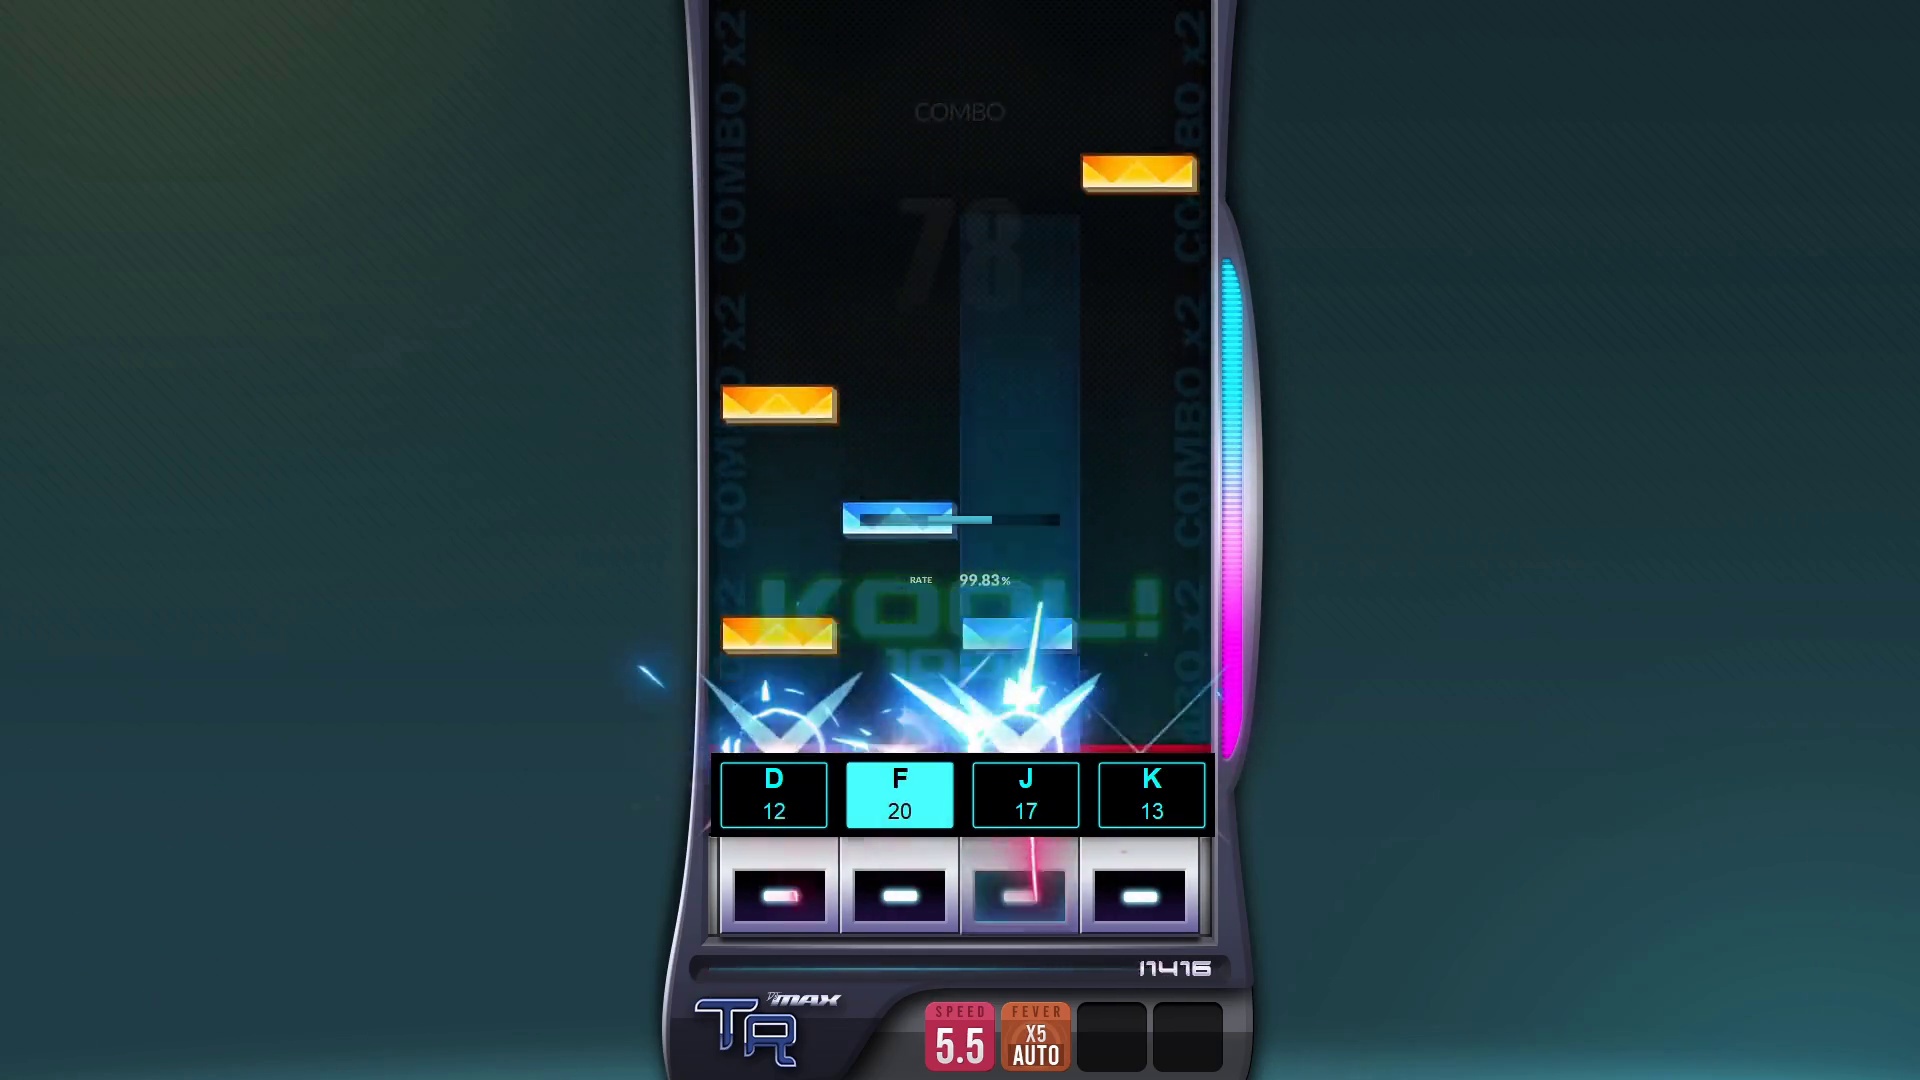 COMBO x2 COMBO x2 COMBO x2
COMBO x2 COMBO x2 COMBO x2
COMBO
78
RATE 99.83%
KOOL!
D F J K
12 20 17 13
11416
MAX
TR
SPEED FEVER
5.5 X5
AUTO